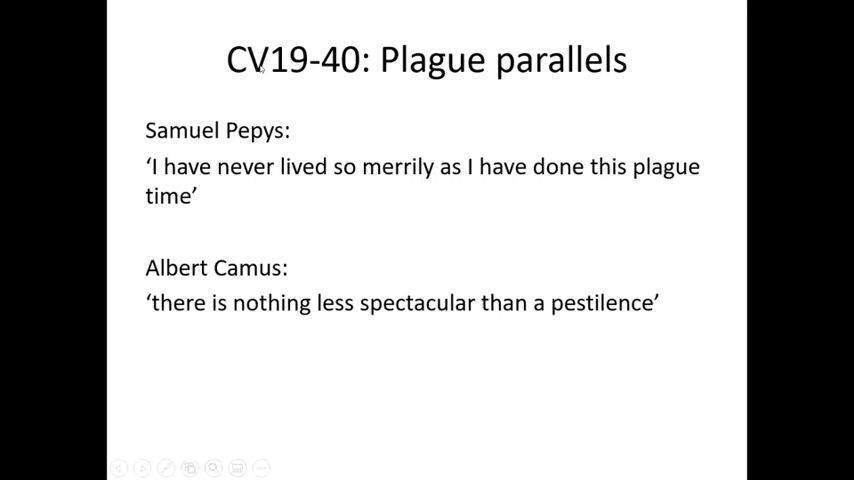 CV19-40: Plague parallels
Samuel Pepys:
‘I have never lived so merrily as I have done this plague
time’
Albert Camus:
‘there is nothing less spectacular than a pestilence’